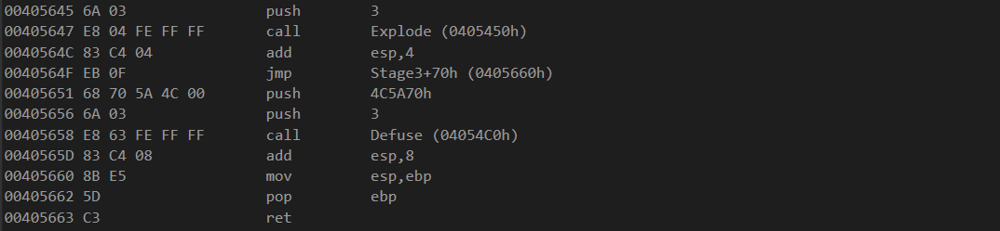 00405645 6A 03 push 3
00405647 E8 04 FE FF FF call Explode (0405450h)
0040564C 83 C4 04 add esp,4
0040564F EB 0F jmp Stage3+70h (0405660h)
00405651 68 70 5A 4C 00 push 4C5A70h
00405656 6A 03 push 3
00405658 E8 63 FE FF FF call Defuse (04054C0h)
0040565D 83 C4 08 add esp,8
00405660 8B E5 mov esp,ebp
00405662 5D pop ebp
00405663 C3 ret